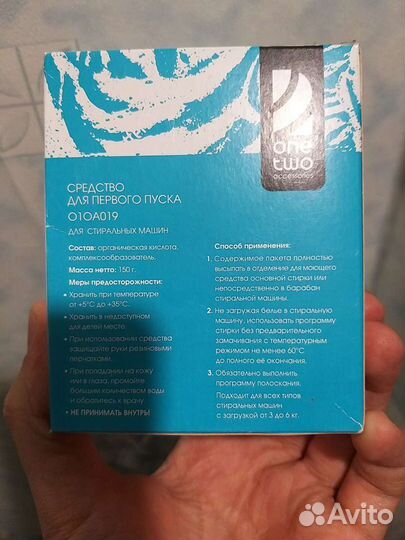 one
two
accessories
СРЕДСТВО
ДЛЯ ПЕРВОГО ПУСКА
O1OA019
ДЛЯ СТИРАЛЬНЫХ МАШИН
Состав: органическая кислота,
комплексообразователь.
Масса нетто: 150 г.
Меры предосторожности:
• Хранить при температуре
от +5°С до +35°С.
• Хранить в недоступном
для детей месте
• При использовании средства
защищайте руки резиновыми
перчатками.
• При попадании на кожу
или в глаза, промойте
большим количеством воды
и обратитесь к врачу
• НЕ ПРИНИМАТЬ ВНУТРЬ!
Способ применения:
1. Содержимое пакета полностью
высыпать в отделение для моющего
средства основной стирки или
непосредственно в барабан
стиральной машины.
2. Не загружая белье в стиральную
машину, использовать программу
стирки без предварительного
замачивания с температурным
режимом не менее 60°С
до полного её окончания.
3. Обязательно выполнить
программу полоскания.
Подходит для всех типов
стиральных машин
с загрузкой от 3 до 6 кг.
Avito